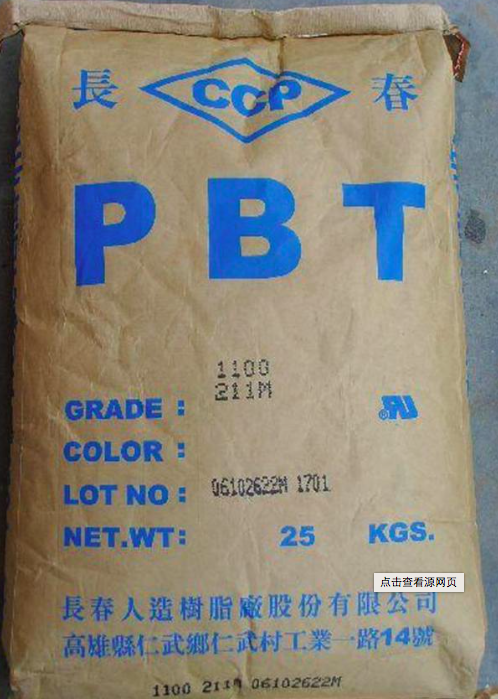 長 CCP 春
PBT
1100
211M
GRADE :
COLOR :
LOT NO : 06102622M 1701
NET.WT: 25 KGS.
点击查看源网页
長春人造樹脂廠股份有限公司
高雄縣仁武鄉仁武村工業一路14號
1100 211M 06102622M